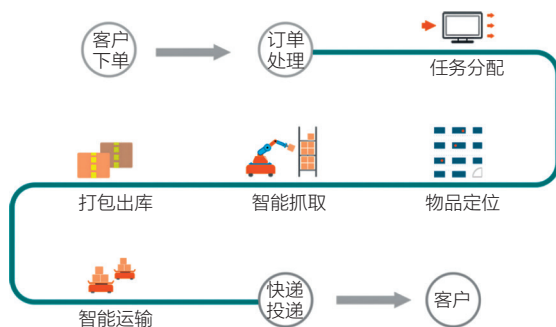 客户
下单
订单
处理
任务分配
打包出库
智能抓取
物品定位
智能运输
快递
投递
客户